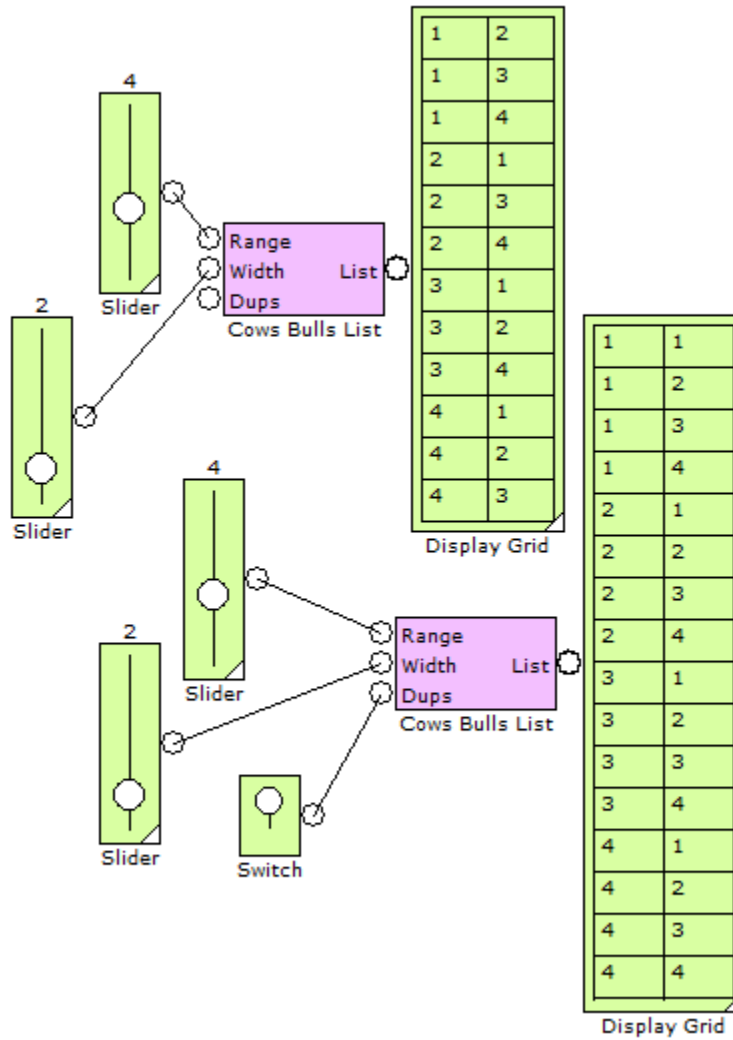 4
Slider
2
Slider
Range
Width
Dups
List
Cows Bulls List
1 2
1 3
1 4
2 1
2 3
2 4
3 1
3 2
3 4
4 1
4 2
4 3
Display Grid
4
Slider
2
Slider
Switch
Range
Width
Dups
List
Cows Bulls List
1 1
1 2
1 3
1 4
2 1
2 2
2 3
2 4
3 1
3 2
3 3
3 4
4 1
4 2
4 3
4 4
Display Grid